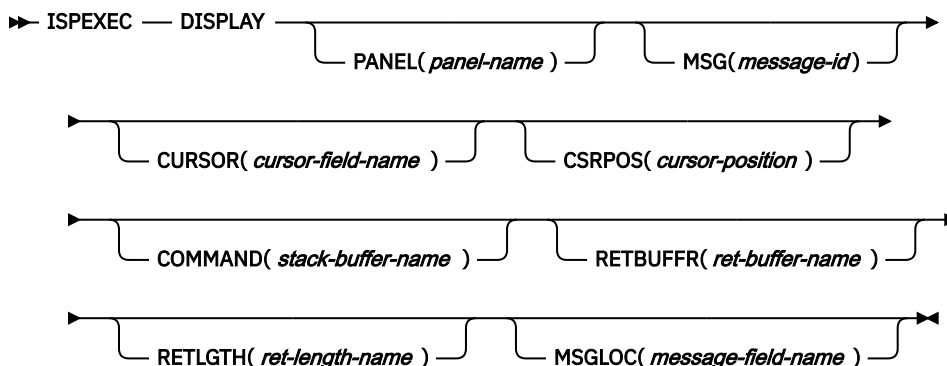 ISPEXEC DISPLAY PANEL( panel-name ) MSG( message-id)
CURSOR( cursor-field-name ) CSRPOS( cursor-position )
COMMAND( stack-buffer-name ) RETBUFFR( ret-buffer-name )
RETLGTH( ret-length-name ) MSGLOC( message-field-name )